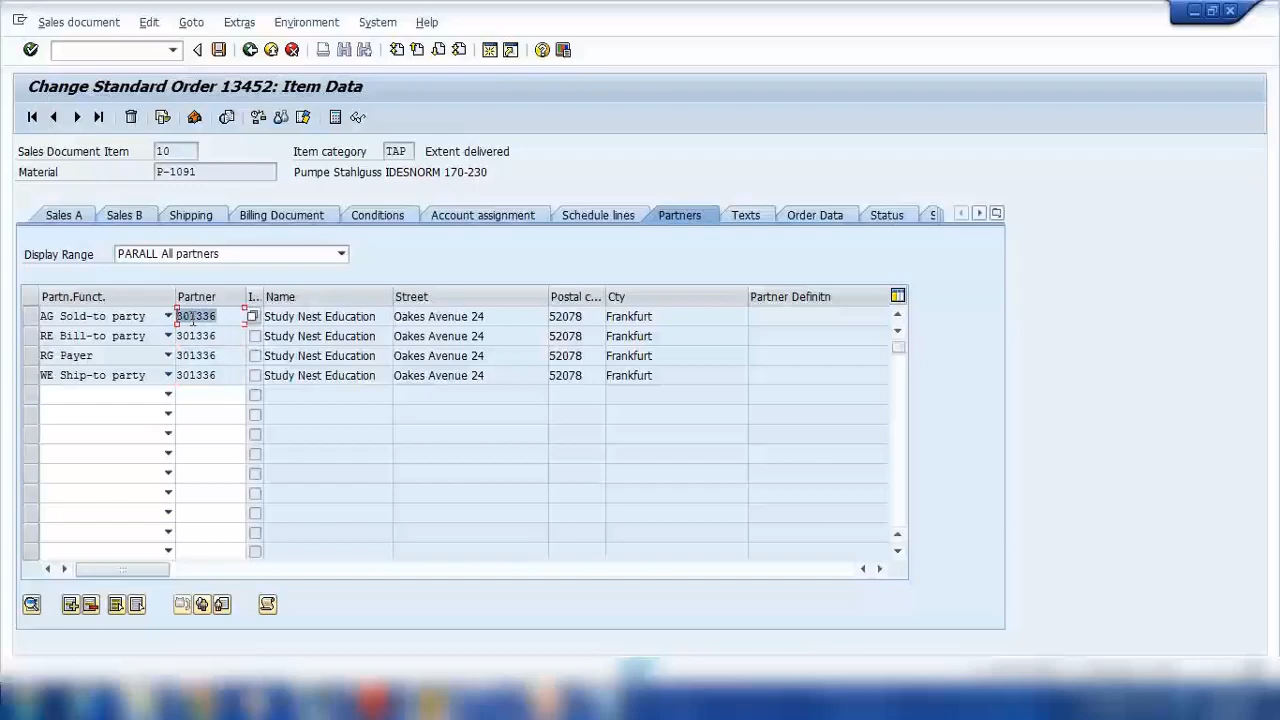 Sales document Edit Goto Extras Environment System Help
Change Standard Order 13452: Item Data
Sales Document Item 10 Item category TAP Extent delivered
Material P-1091 Pumpe Stahlguss IDESNORM 170-230
Sales A Sales B Shipping Billing Document Conditions Account assignment Schedule lines Partners Texts Order Data Status S
Display Range PARALL All partners
Partn.Funct. Partner I.. Name Street Postal c... Cty Partner Definitn
AG Sold-to party 301336 Study Nest Education Oakes Avenue 24 52078 Frankfurt
RE Bill-to party 301336 Study Nest Education Oakes Avenue 24 52078 Frankfurt
RG Payer 301336 Study Nest Education Oakes Avenue 24 52078 Frankfurt
WE Ship-to party 301336 Study Nest Education Oakes Avenue 24 52078 Frankfurt